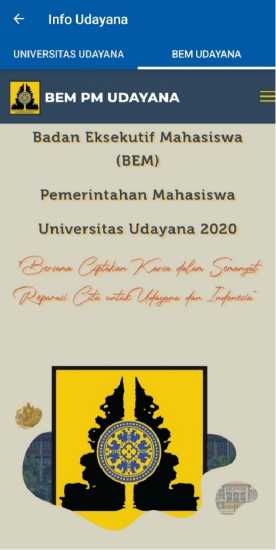 Info Udayana
UNIVERSITAS UDAYANA
BEM UDAYANA
BEM PM UDAYANA
Badan Eksekutif Mahasiswa
(BEM)
Pemerintahan Mahasiswa
Universitas Udayana 2020
"Bersama Ciptakan Karsa dalam Semangat
Reparasi Cita untuk Udayana dan Indonesia"